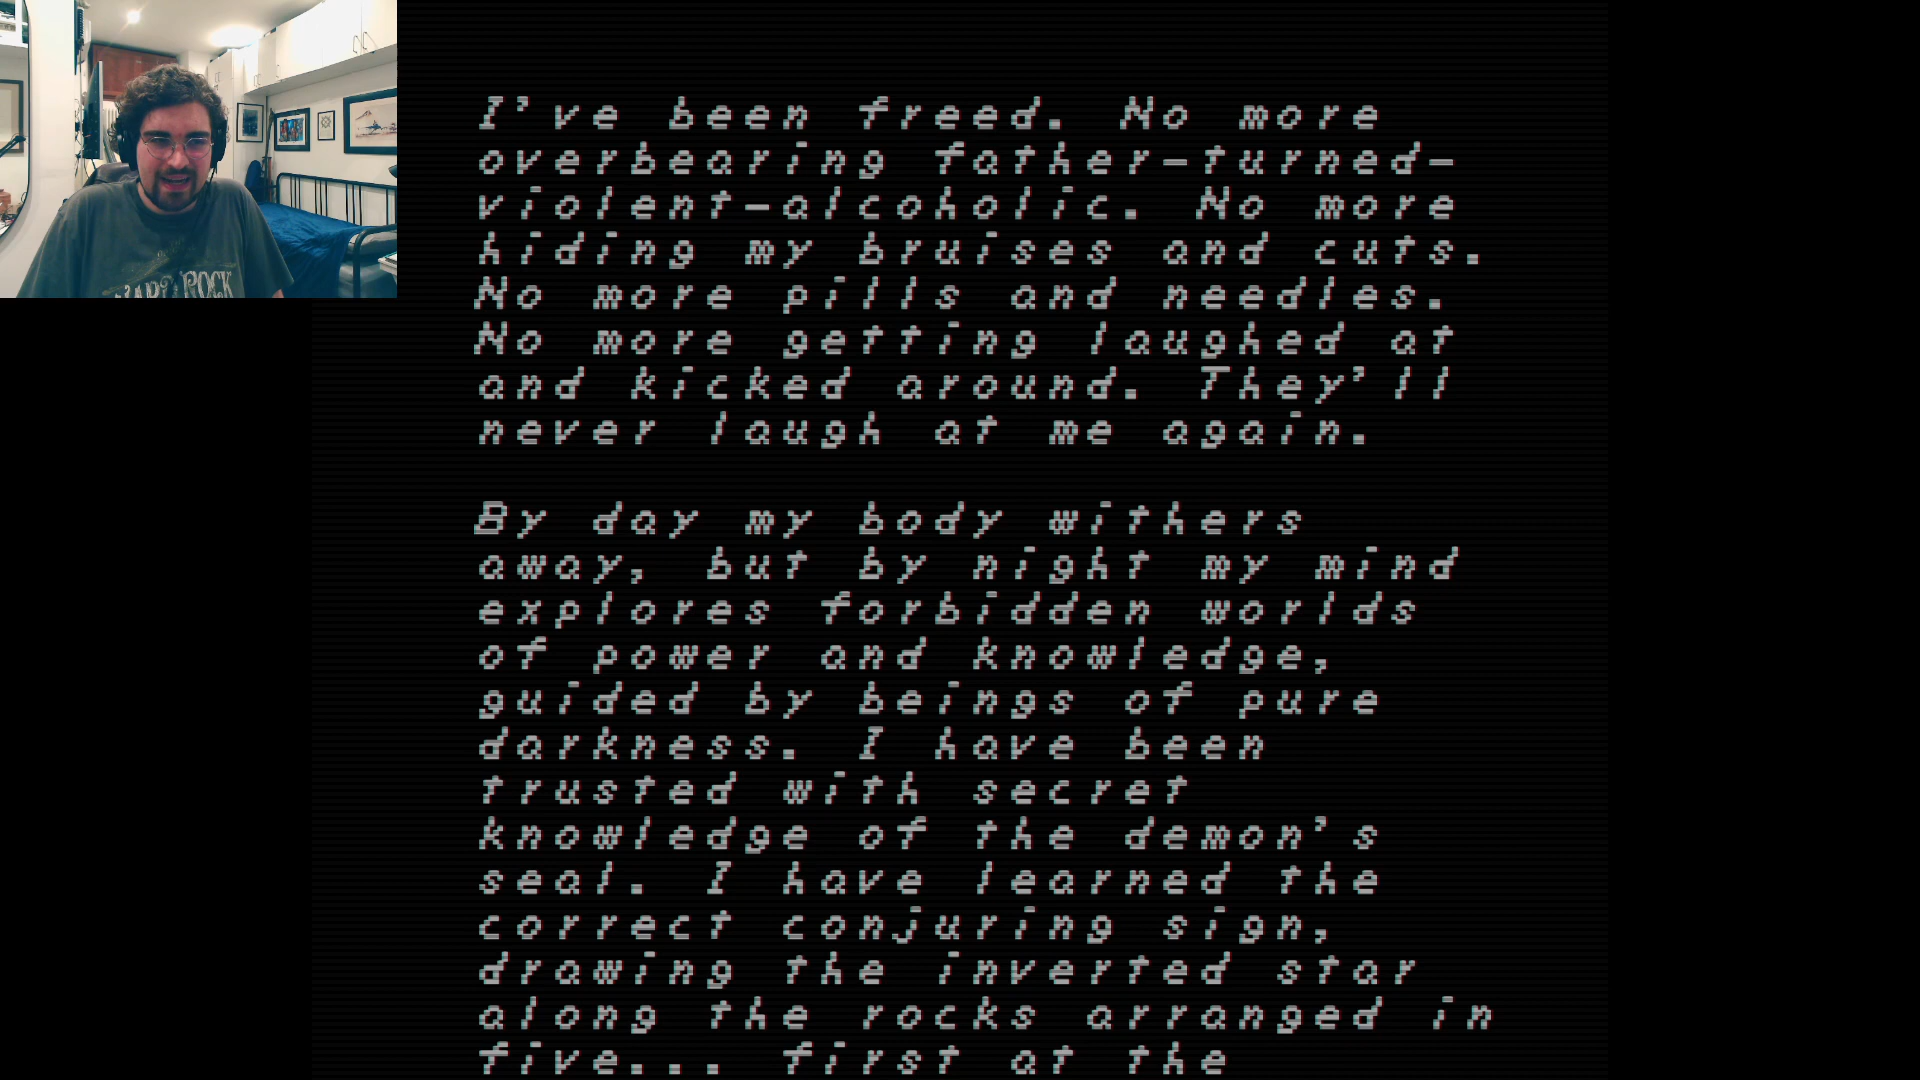 I've been freed. No more
overbearing father-turned-
violent-alcoholic. No more
hiding my bruises and cuts.
No more pills and needles.
No more getting laughed at
and kicked around. They'll
never laugh at me again.
By day my body withers
away, but by night my mind
explores forbidden worlds
of power and knowledge,
guided by beings of pure
darkness. I have been
trusted with secret
knowledge of the demon's
seal. I have learned the
correct conjuring sign,
drawing the inverted star
along the rocks arranged in
five... first at the
HARD ROCK